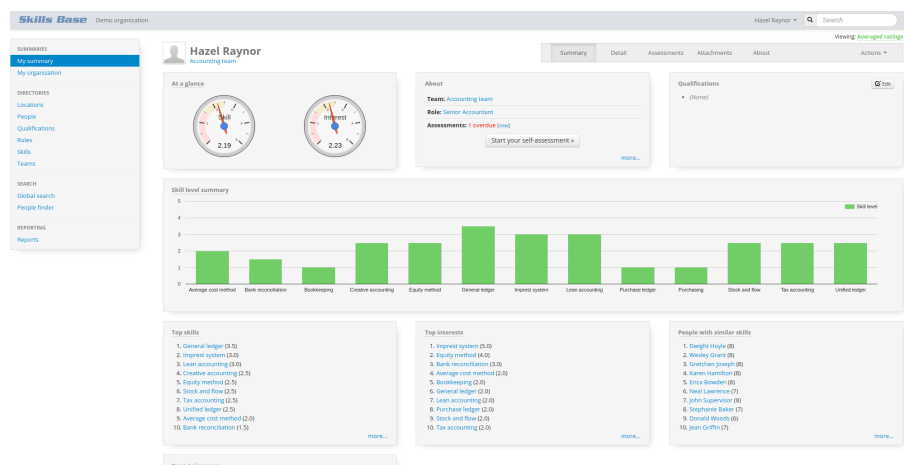 Skills Base Demo organization
Hazel Raynor
Search
Viewing: Averaged ratings
SUMMARIES
My summary
My organization
DIRECTORIES
Locations
People
Qualifications
Roles
Skills
Teams
SEARCH
Global search
People finder
REPORTING
Reports
Hazel Raynor
Accounting team
Summary Detail Assessments Attachments About Actions
At a glance
Skill
2.19
Interest
2.23
About
Team: Accounting team
Role: Senior Accountant
Assessments: 1 overdue [view]
Start your self-assessment »
more...
Qualifications
Edit
• (None)
Skill level summary
Skill level
5
4
3
2
1
0
Average cost method Bank reconciliation Bookkeeping Creative accounting Equity method General ledger Imprest system Lean accounting Purchase ledger Purchasing Stock and flow Tax accounting Unified ledger
Top skills
1. General ledger (3.5)
2. Imprest system (3.0)
3. Lean accounting (3.0)
4. Creative accounting (2.5)
5. Equity method (2.5)
6. Stock and flow (2.5)
7. Tax accounting (2.5)
8. Unified ledger (2.5)
9. Average cost method (2.0)
10. Bank reconciliation (1.5)
more...
Top interests
1. Imprest system (5.0)
2. Equity method (4.0)
3. Bank reconciliation (3.0)
4. Average cost method (2.0)
5. Bookkeeping (2.0)
6. General ledger (2.0)
7. Lean accounting (2.0)
8. Purchase ledger (2.0)
9. Stock and flow (2.0)
10. Tax accounting (2.0)
more...
People with similar skills
1. Dwight Hoyle (8)
2. Wesley Grant (8)
3. Gretchen Joseph (8)
4. Karen Hamilton (8)
5. Erica Bowden (8)
6. Neal Lawrence (7)
7. John Supervisor (8)
8. Stephanie Baker (7)
9. Donald Woods (6)
10. Jean Griffin (7)
more...